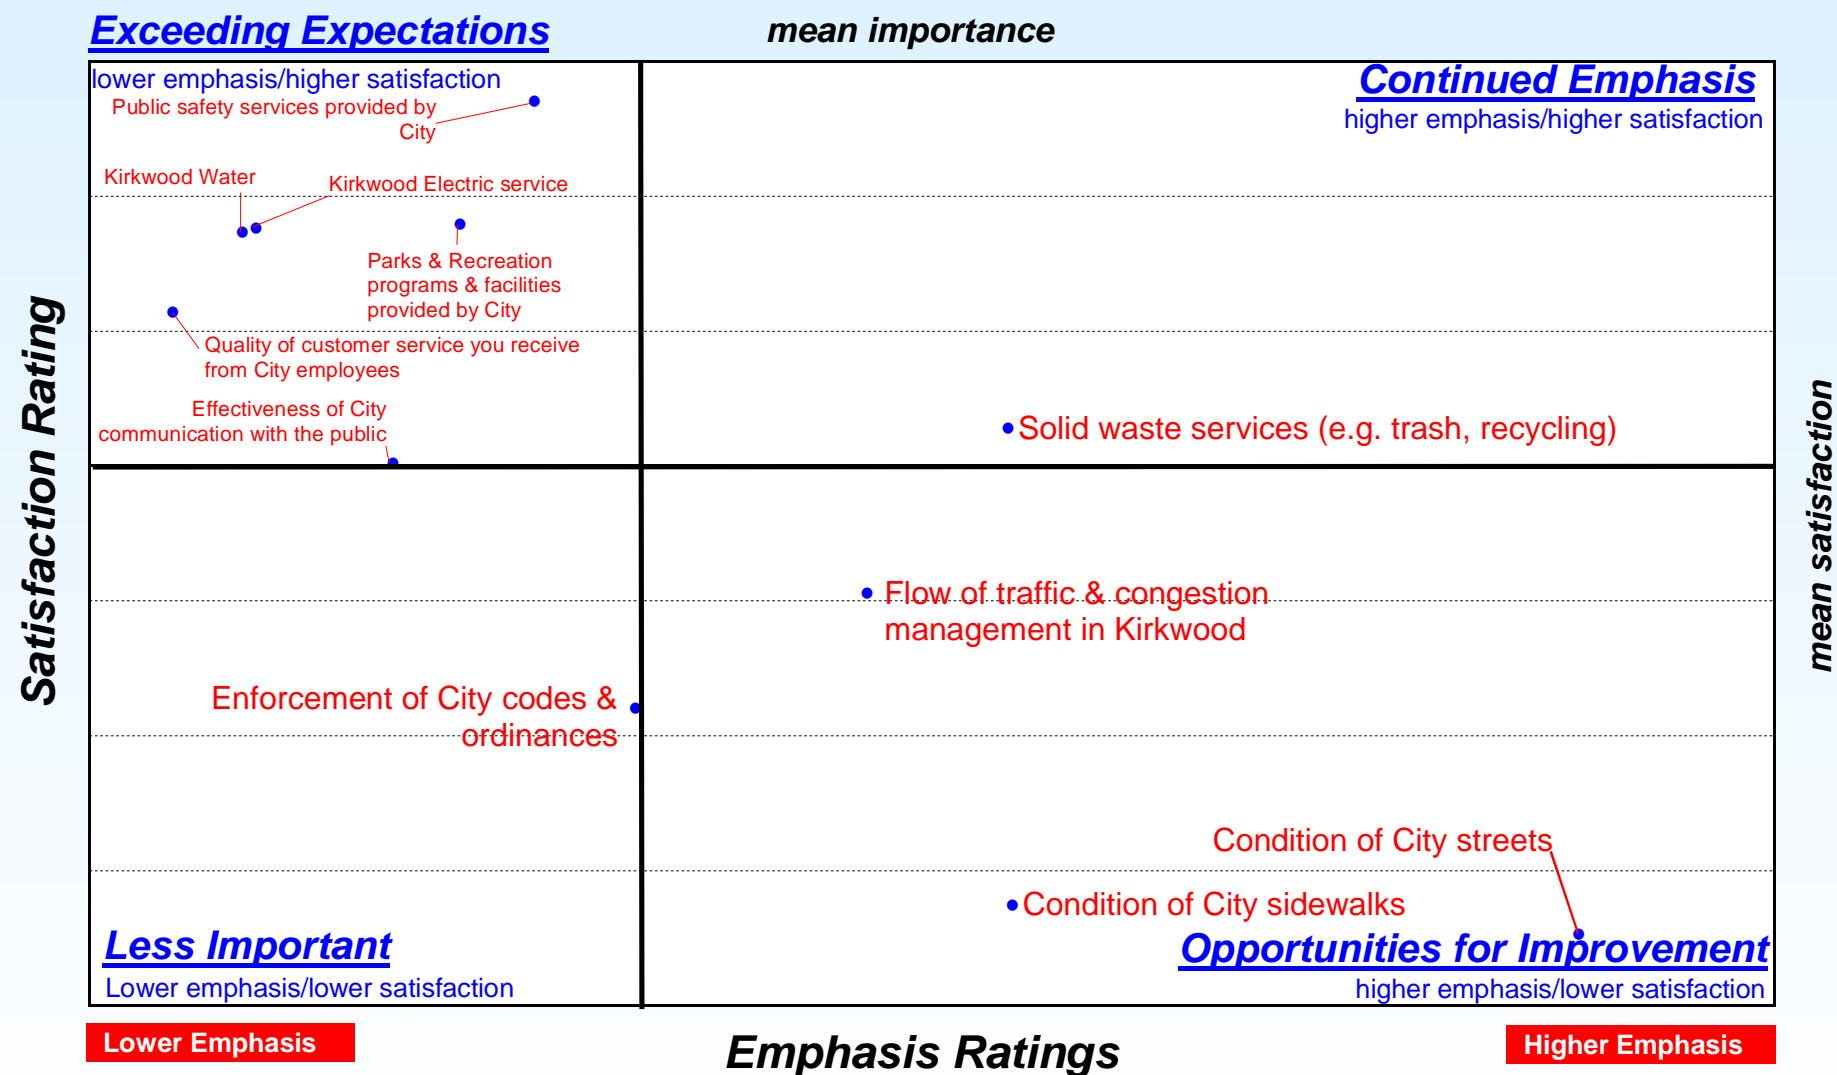 Exceeding Expectations
mean importance
lower emphasis/higher satisfaction
Continued Emphasis
higher emphasis/higher satisfaction
Public safety services provided by
City
Kirkwood Water
Kirkwood Electric service
Parks & Recreation
programs & facilities
provided by City
Quality of customer service you receive
from City employees
Effectiveness of City
communication with the public
Solid waste services (e.g. trash, recycling)
Satisfaction Rating
mean satisfaction
Flow of traffic & congestion
management in Kirkwood
Enforcement of City codes &
ordinances
Condition of City streets
Condition of City sidewalks
Less Important
Lower emphasis/lower satisfaction
Opportunities for Improvement
higher emphasis/lower satisfaction
Lower Emphasis
Emphasis Ratings
Higher Emphasis